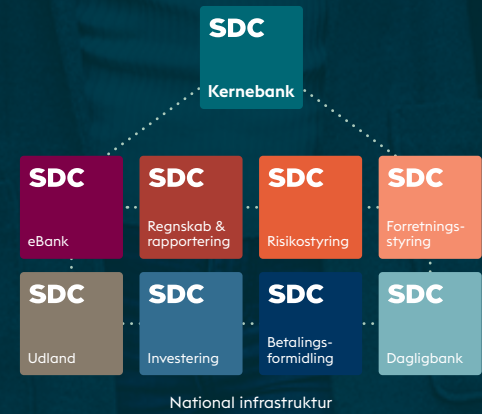 SDC
Kernebank
SDC
eBank
SDC
Regnskab &
rapportering
SDC
Risikostyring
SDC
Forretnings-
styring
SDC
Udland
SDC
Investering
SDC
Betalings-
formidling
SDC
Dagligbank
National infrastruktur